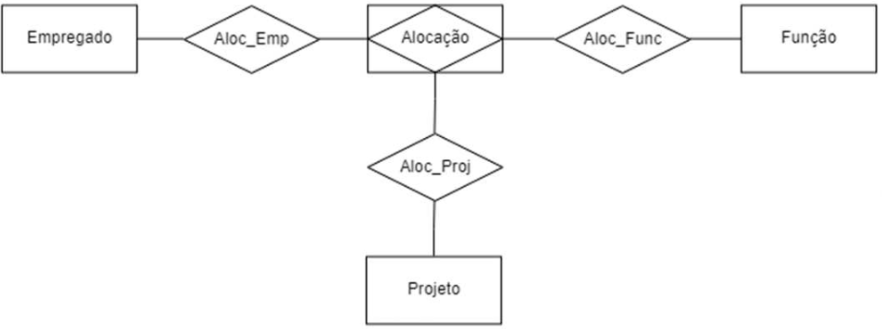 Empregado
Aloc_Emp
Alocação
Aloc_Func
Função
Aloc_Proj
Projeto